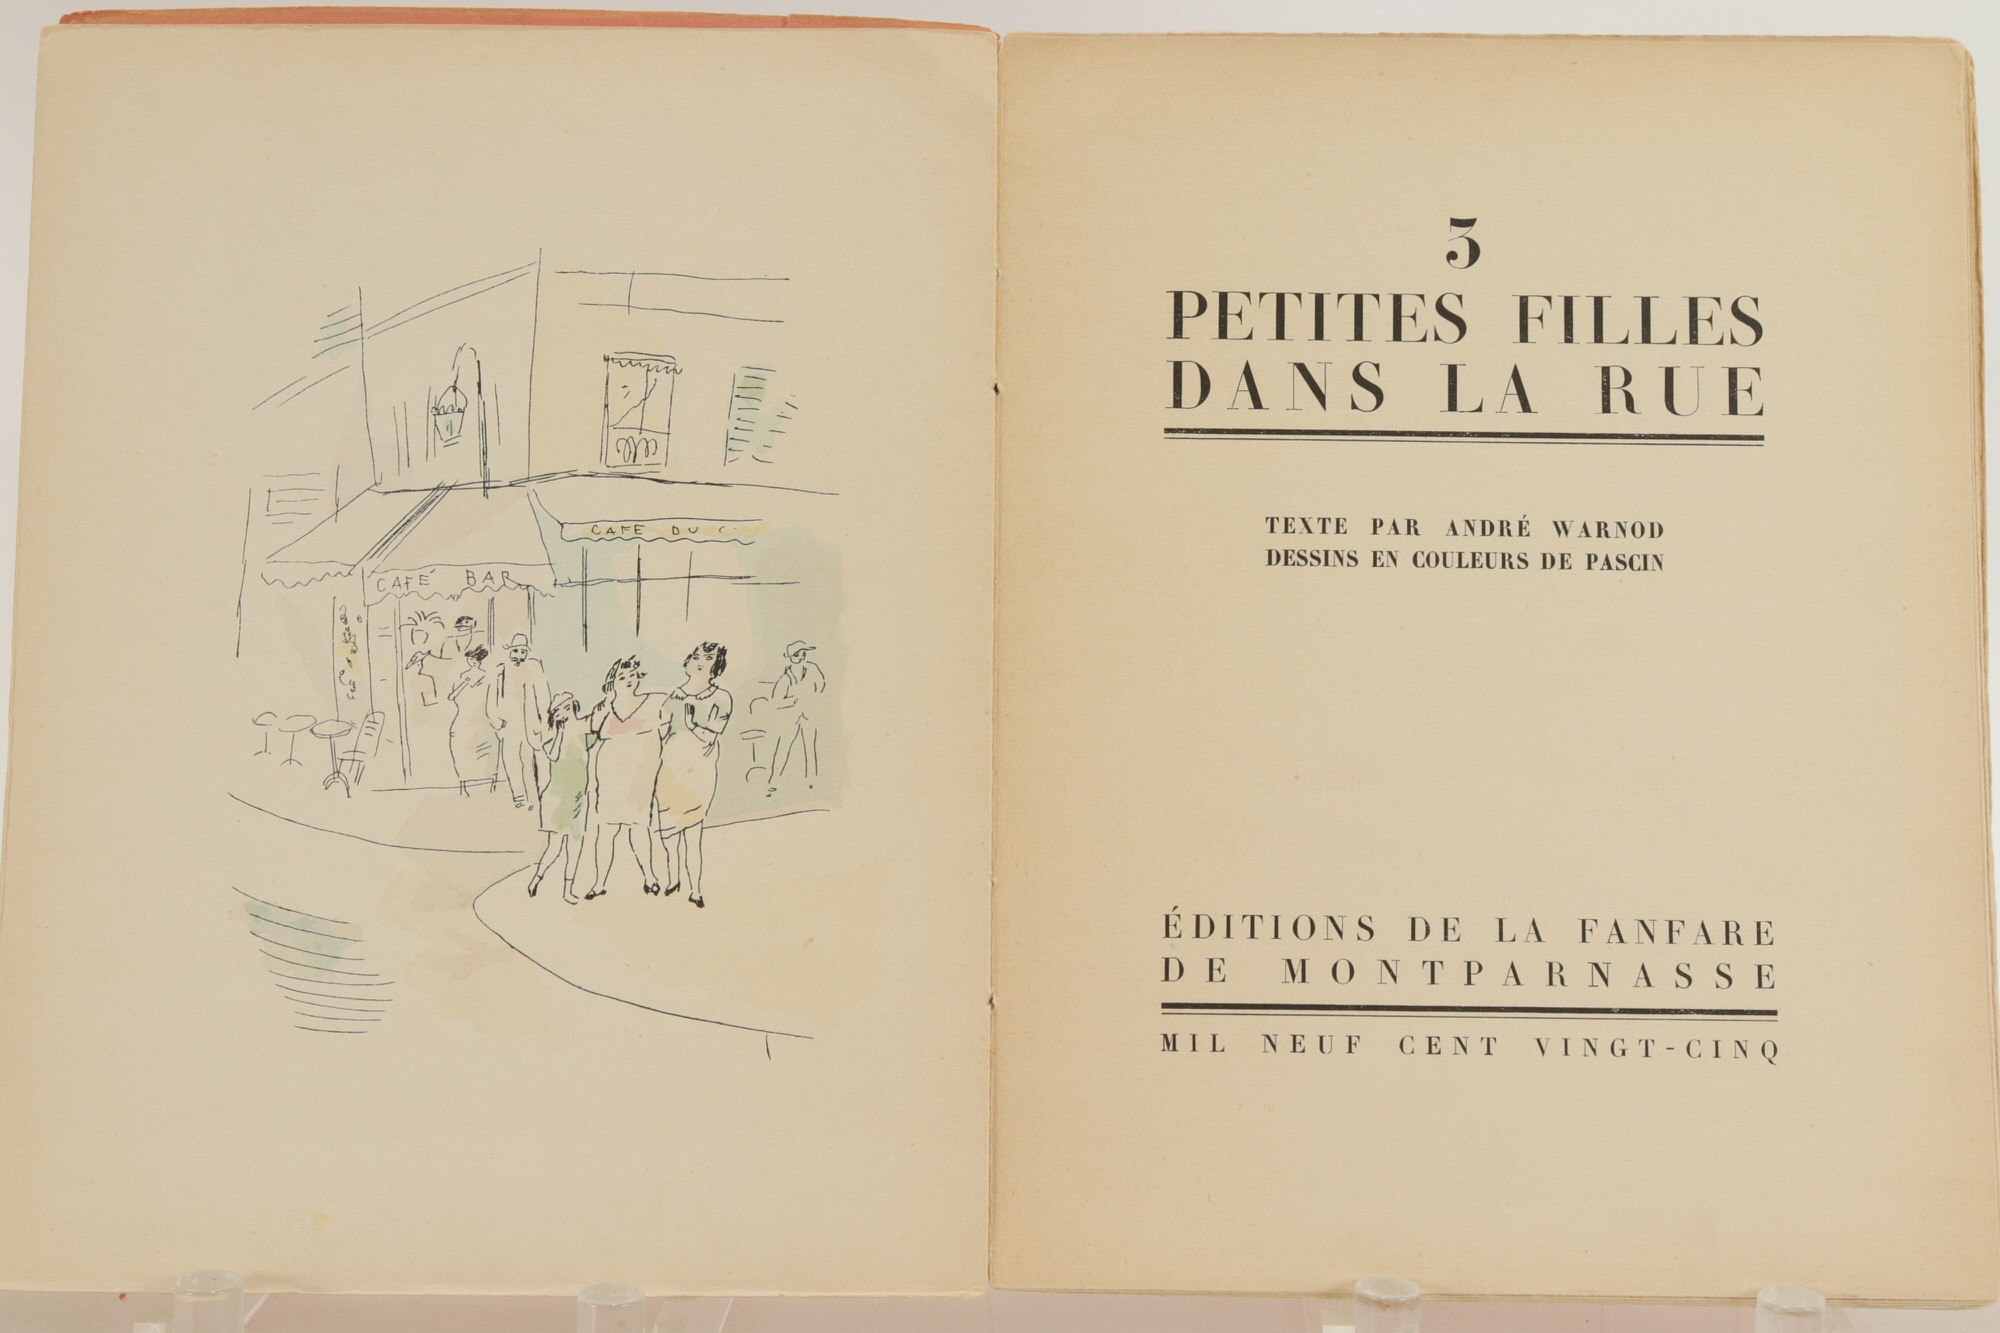 CAFE DU
CAFÉ BAR
3
PETITES FILLES
DANS LA RUE
TEXTE PAR ANDRÉ WARNOD
DESSINS EN COULEURS DE PASCIN
ÉDITIONS DE LA FANFARE
DE MONTPARNASSE
MIL NEUF CENT VINGT-CINQ